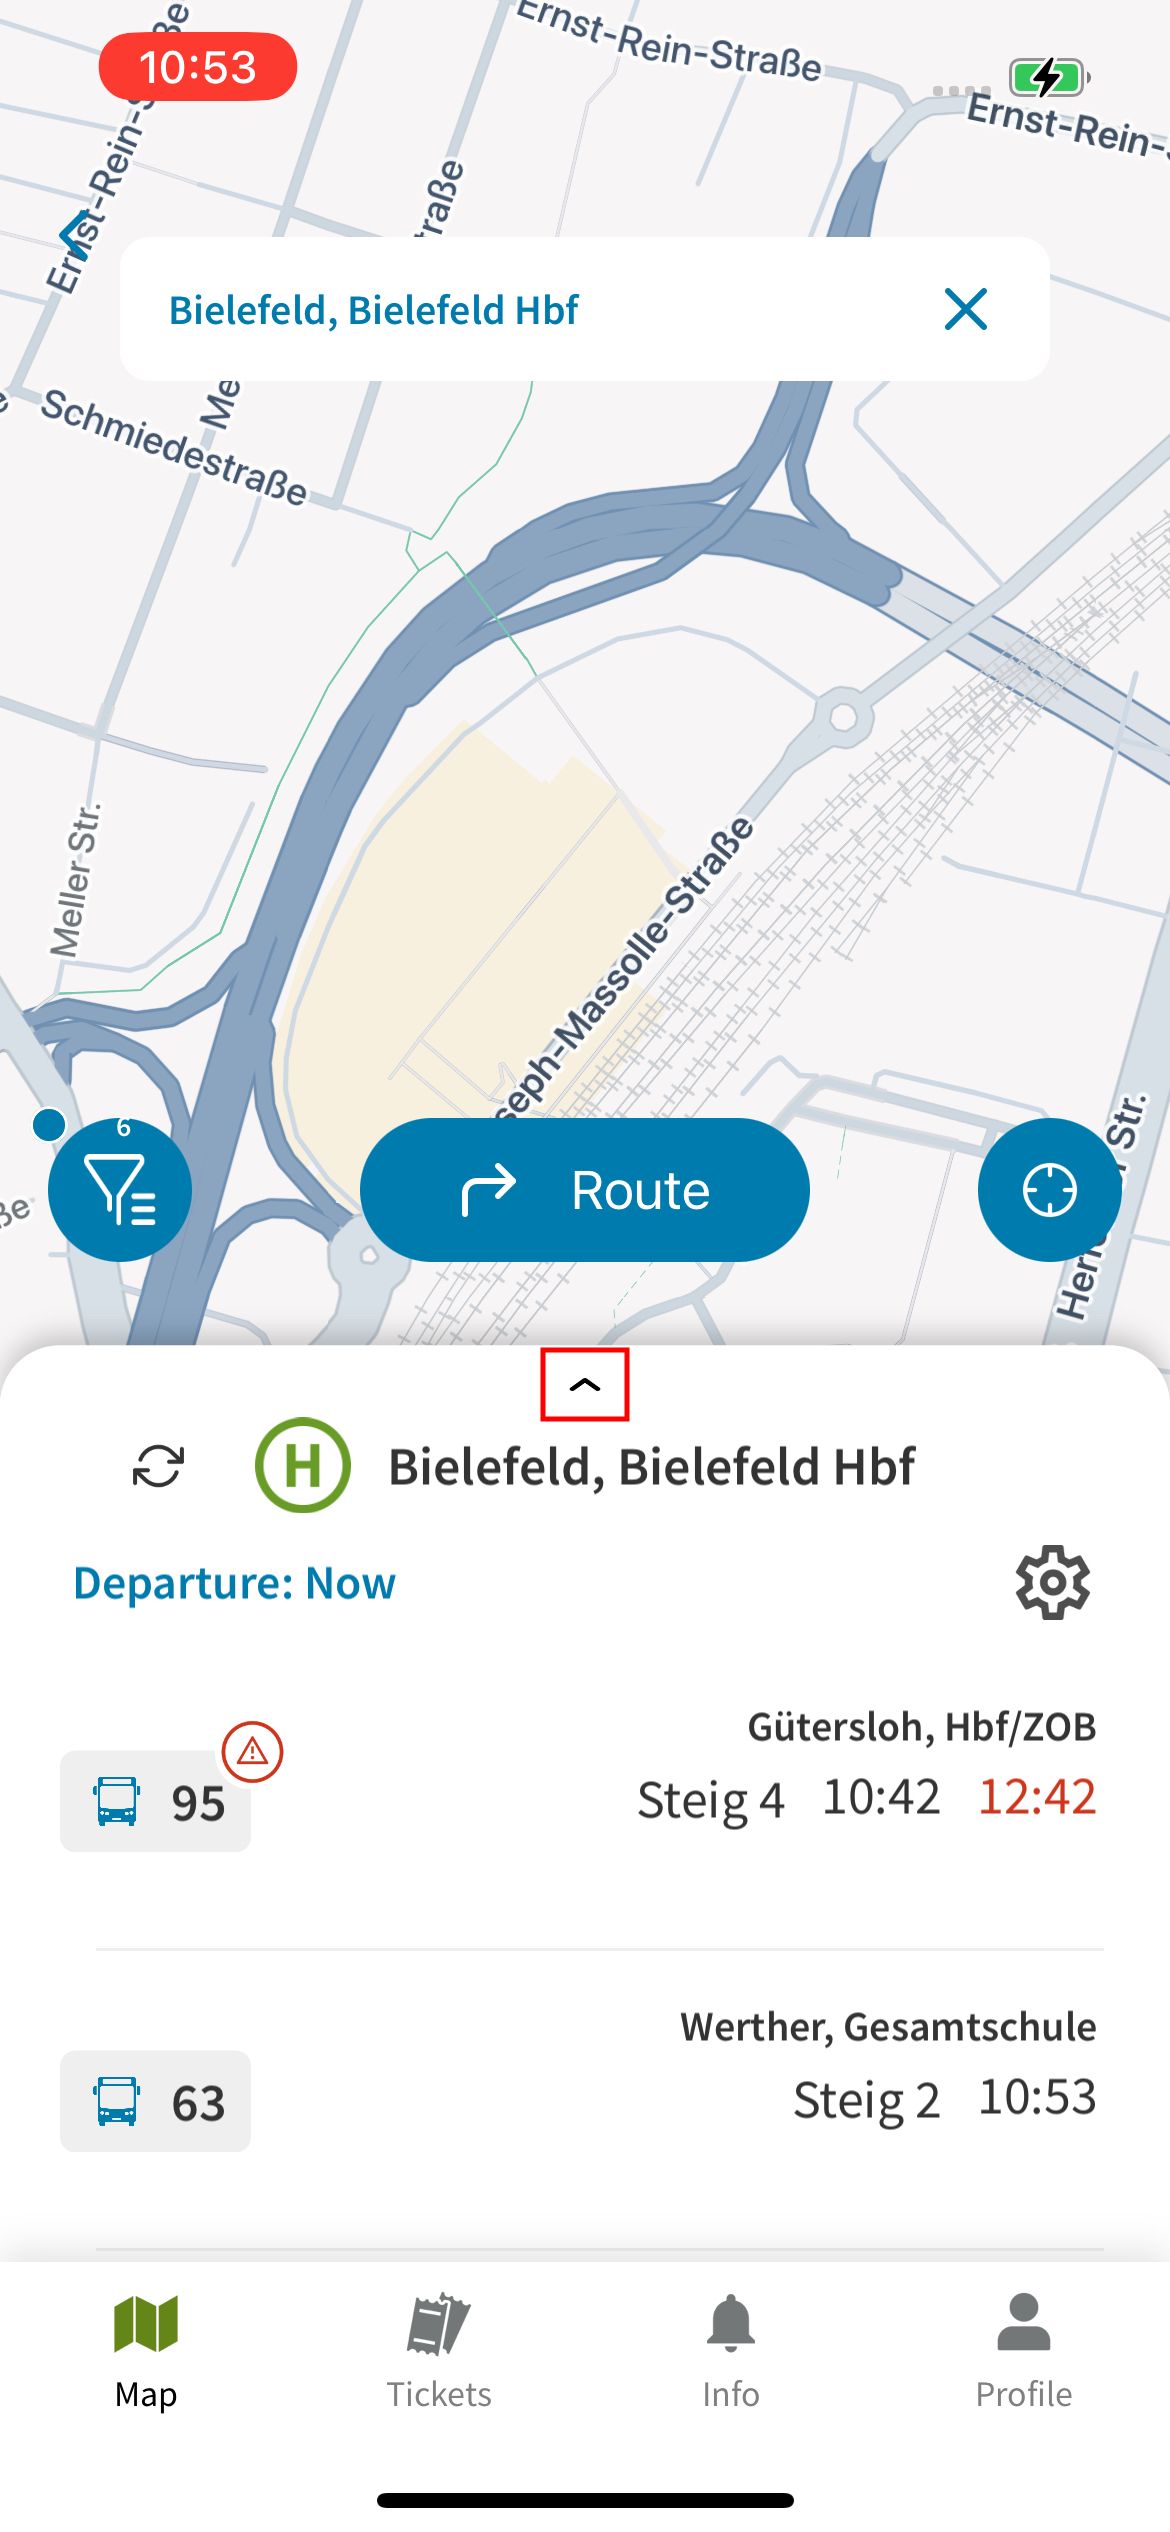 Ernst-Rein-Straße
10:53
Ernst-Rein-S
Ernst-Rein-S
traße
Bielefeld, Bielefeld Hbf
Me
Schmiedestraße
Meller Str.
seph-Massolle-Straße
Str.
6
Route
ße
Her
Bielefeld, Bielefeld Hbf
H
Departure: Now
Gütersloh, Hbf/ZOB
95
Steig 4 10:42 12:42
Werther, Gesamtschule
63
Steig 2 10:53
Map
Tickets
Info
Profile